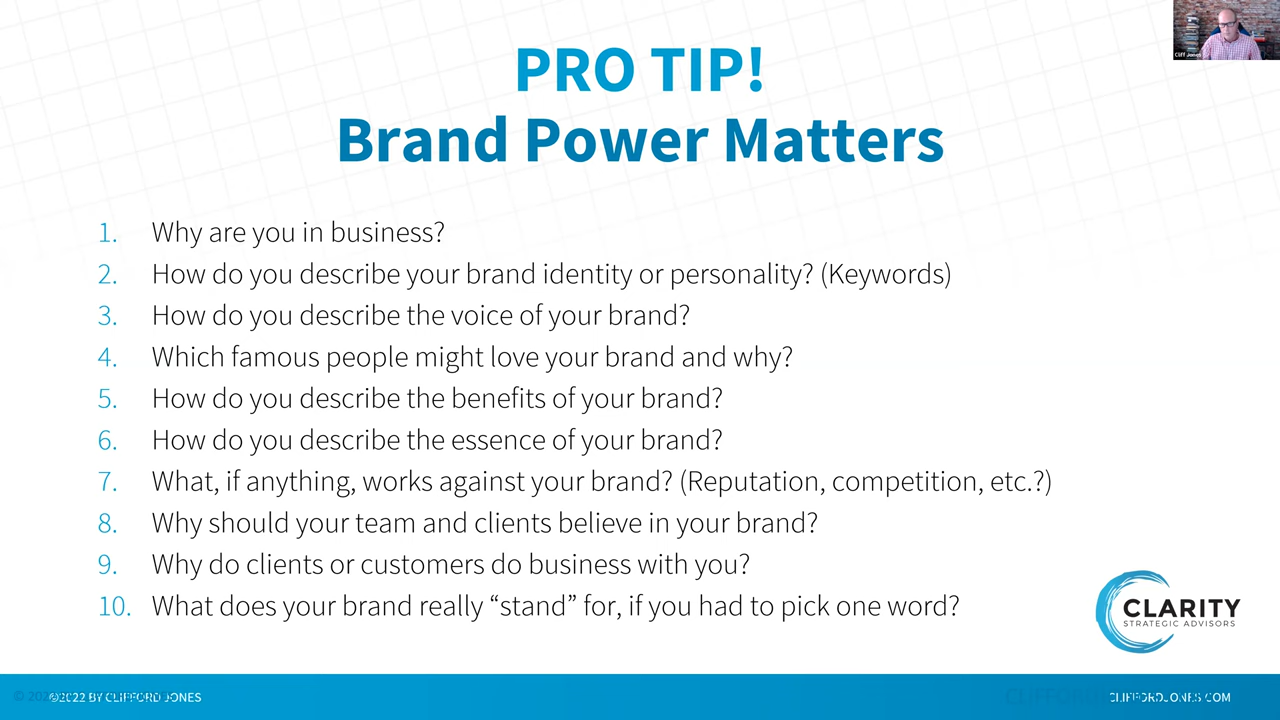 Cliff Jones
PRO TIP!
Brand Power Matters
1. Why are you in business?
2. How do you describe your brand identity or personality? (Keywords)
3. How do you describe the voice of your brand?
4. Which famous people might love your brand and why?
5. How do you describe the benefits of your brand?
6. How do you describe the essence of your brand?
7. What, if anything, works against your brand? (Reputation, competition, etc.?)
8. Why should your team and clients believe in your brand?
9. Why do clients or customers do business with you?
10. What does your brand really “stand” for, if you had to pick one word?
CLARITY
STRATEGIC ADVISORS
©2022 BY CLIFFORD JONES
CLIFFORDJONES.COM